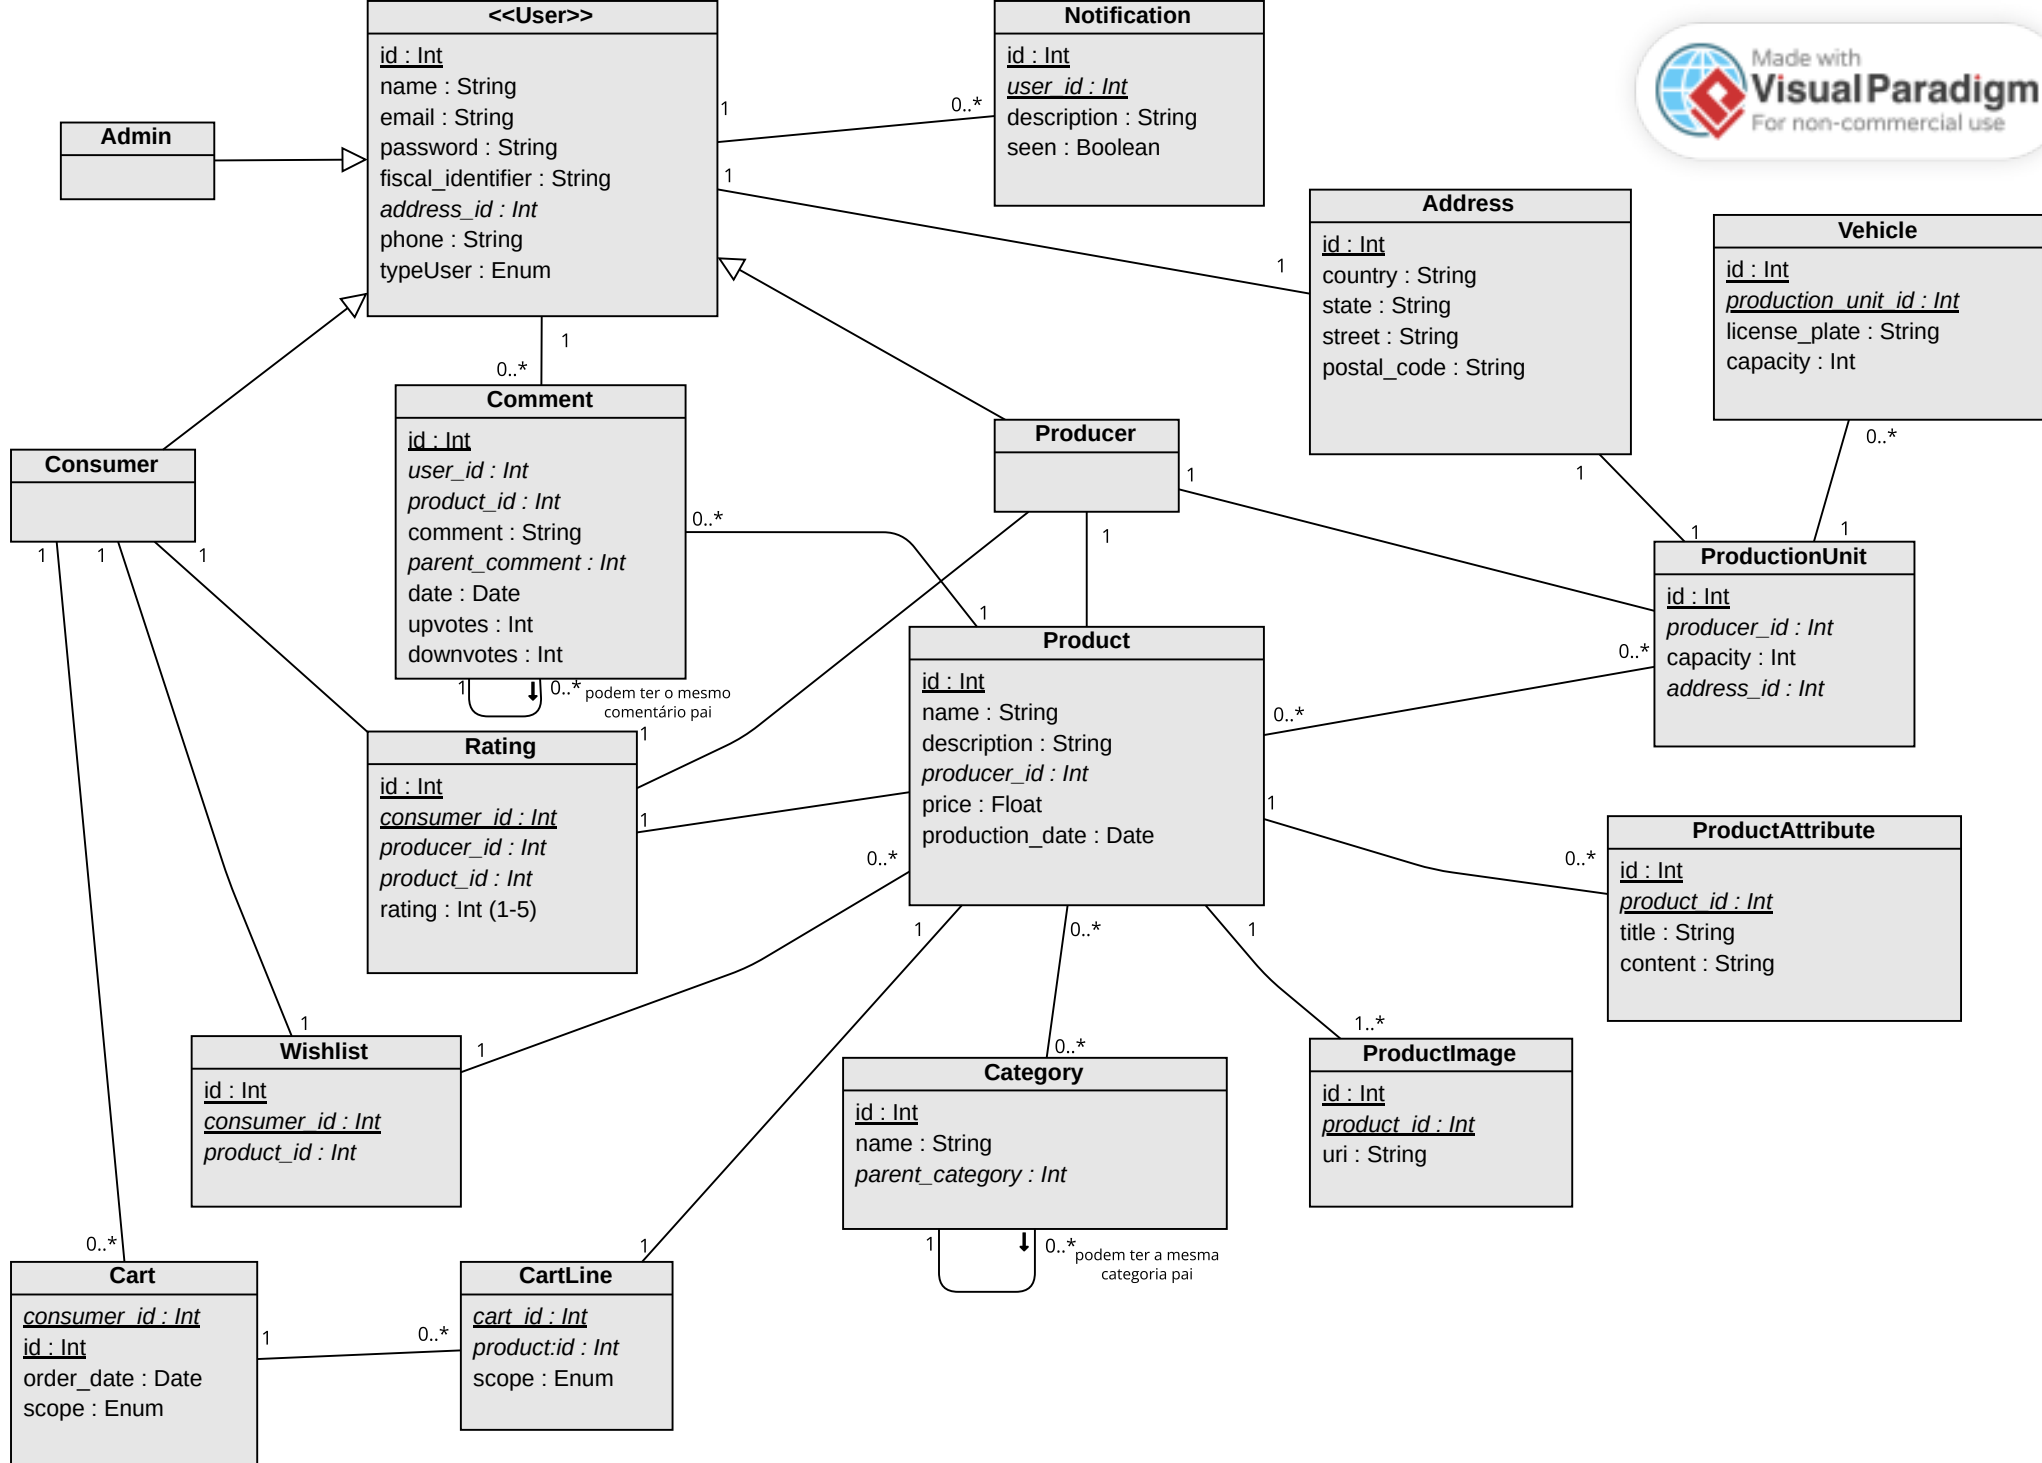 <<User>>
id : Int
name : String
email : String
password : String
fiscal_identifier : String
address_id : Int
phone : String
typeUser : Enum
1
1
1
Notification
id : Int
user_id : Int
description : String
seen : Boolean
0..*
Made with
Visual Paradigm
For non-commercial use
Admin
Address
id : Int
country : String
state : String
street : String
postal_code : String
1
1
Vehicle
id : Int
production_unit_id : Int
license_plate : String
capacity : Int
0..*
Comment
id : Int
user_id : Int
product_id : Int
comment : String
parent_comment : Int
date : Date
upvotes : Int
downvotes : Int
0..*
0..*
1
0..*
podem ter o mesmo
comentário pai
Producer
1
1
Consumer
1
1
1
ProductionUnit
id : Int
producer_id : Int
capacity : Int
address_id : Int
1
1
0..*
Product
id : Int
name : String
description : String
producer_id : Int
price : Float
production_date : Date
1
0..*
1
0..*
1
0..*
1
Rating
id : Int
consumer_id : Int
producer_id : Int
product_id : Int
rating : Int (1-5)
1
1
ProductAttribute
id : Int
product_id : Int
title : String
content : String
0..*
Wishlist
id : Int
consumer_id : Int
product_id : Int
1
1
Category
id : Int
name : String
parent_category : Int
0..*
1
0..*
podem ter a mesma
categoria pai
ProductImage
id : Int
product_id : Int
uri : String
1..*
Cart
consumer_id : Int
id : Int
order_date : Date
scope : Enum
0..*
1
CartLine
cart_id : Int
product:id : Int
scope : Enum
1
0..*